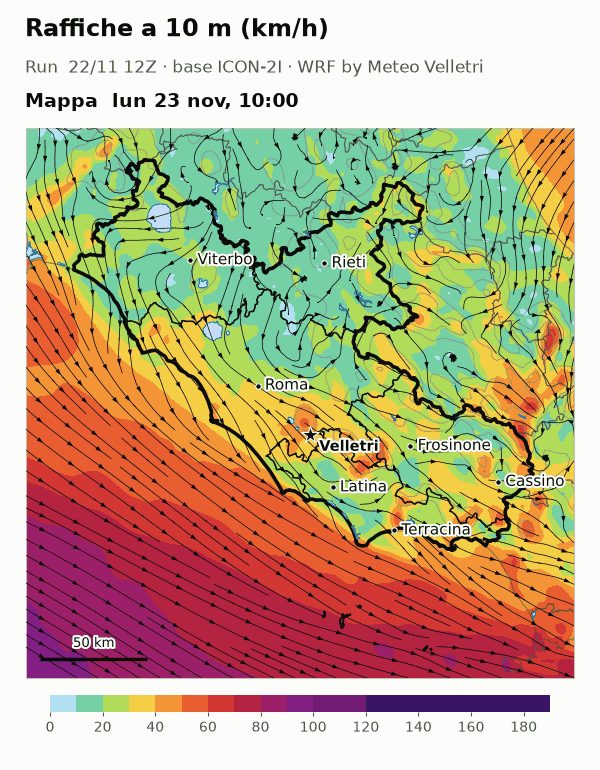 Raffiche a 10 m (km/h)
Run 22/11 12Z · base ICON-2I · WRF by Meteo Velletri
Mappa lun 23 nov, 10:00
Viterbo
Rieti
Roma
Velletri
Frosinone
Cassino
Latina
Terracina
50 km
0 20 40 60 80 100 120 140 160 180